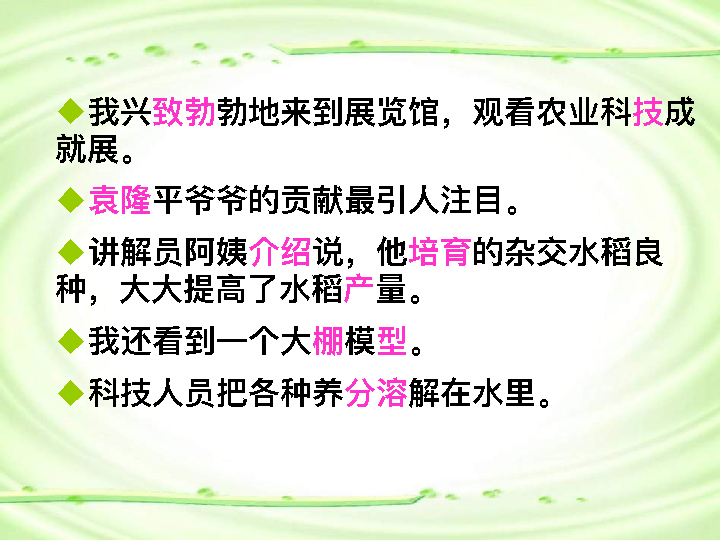 ◆我兴致勃勃地来到展览馆，观看农业科技成
就展。
◆袁隆平爷爷的贡献最引人注目。
◆讲解员阿姨介绍说，他培育的杂交水稻良
种，大大提高了水稻产量。
◆我还看到一个大棚模型。
◆科技人员把各种养分溶解在水里。